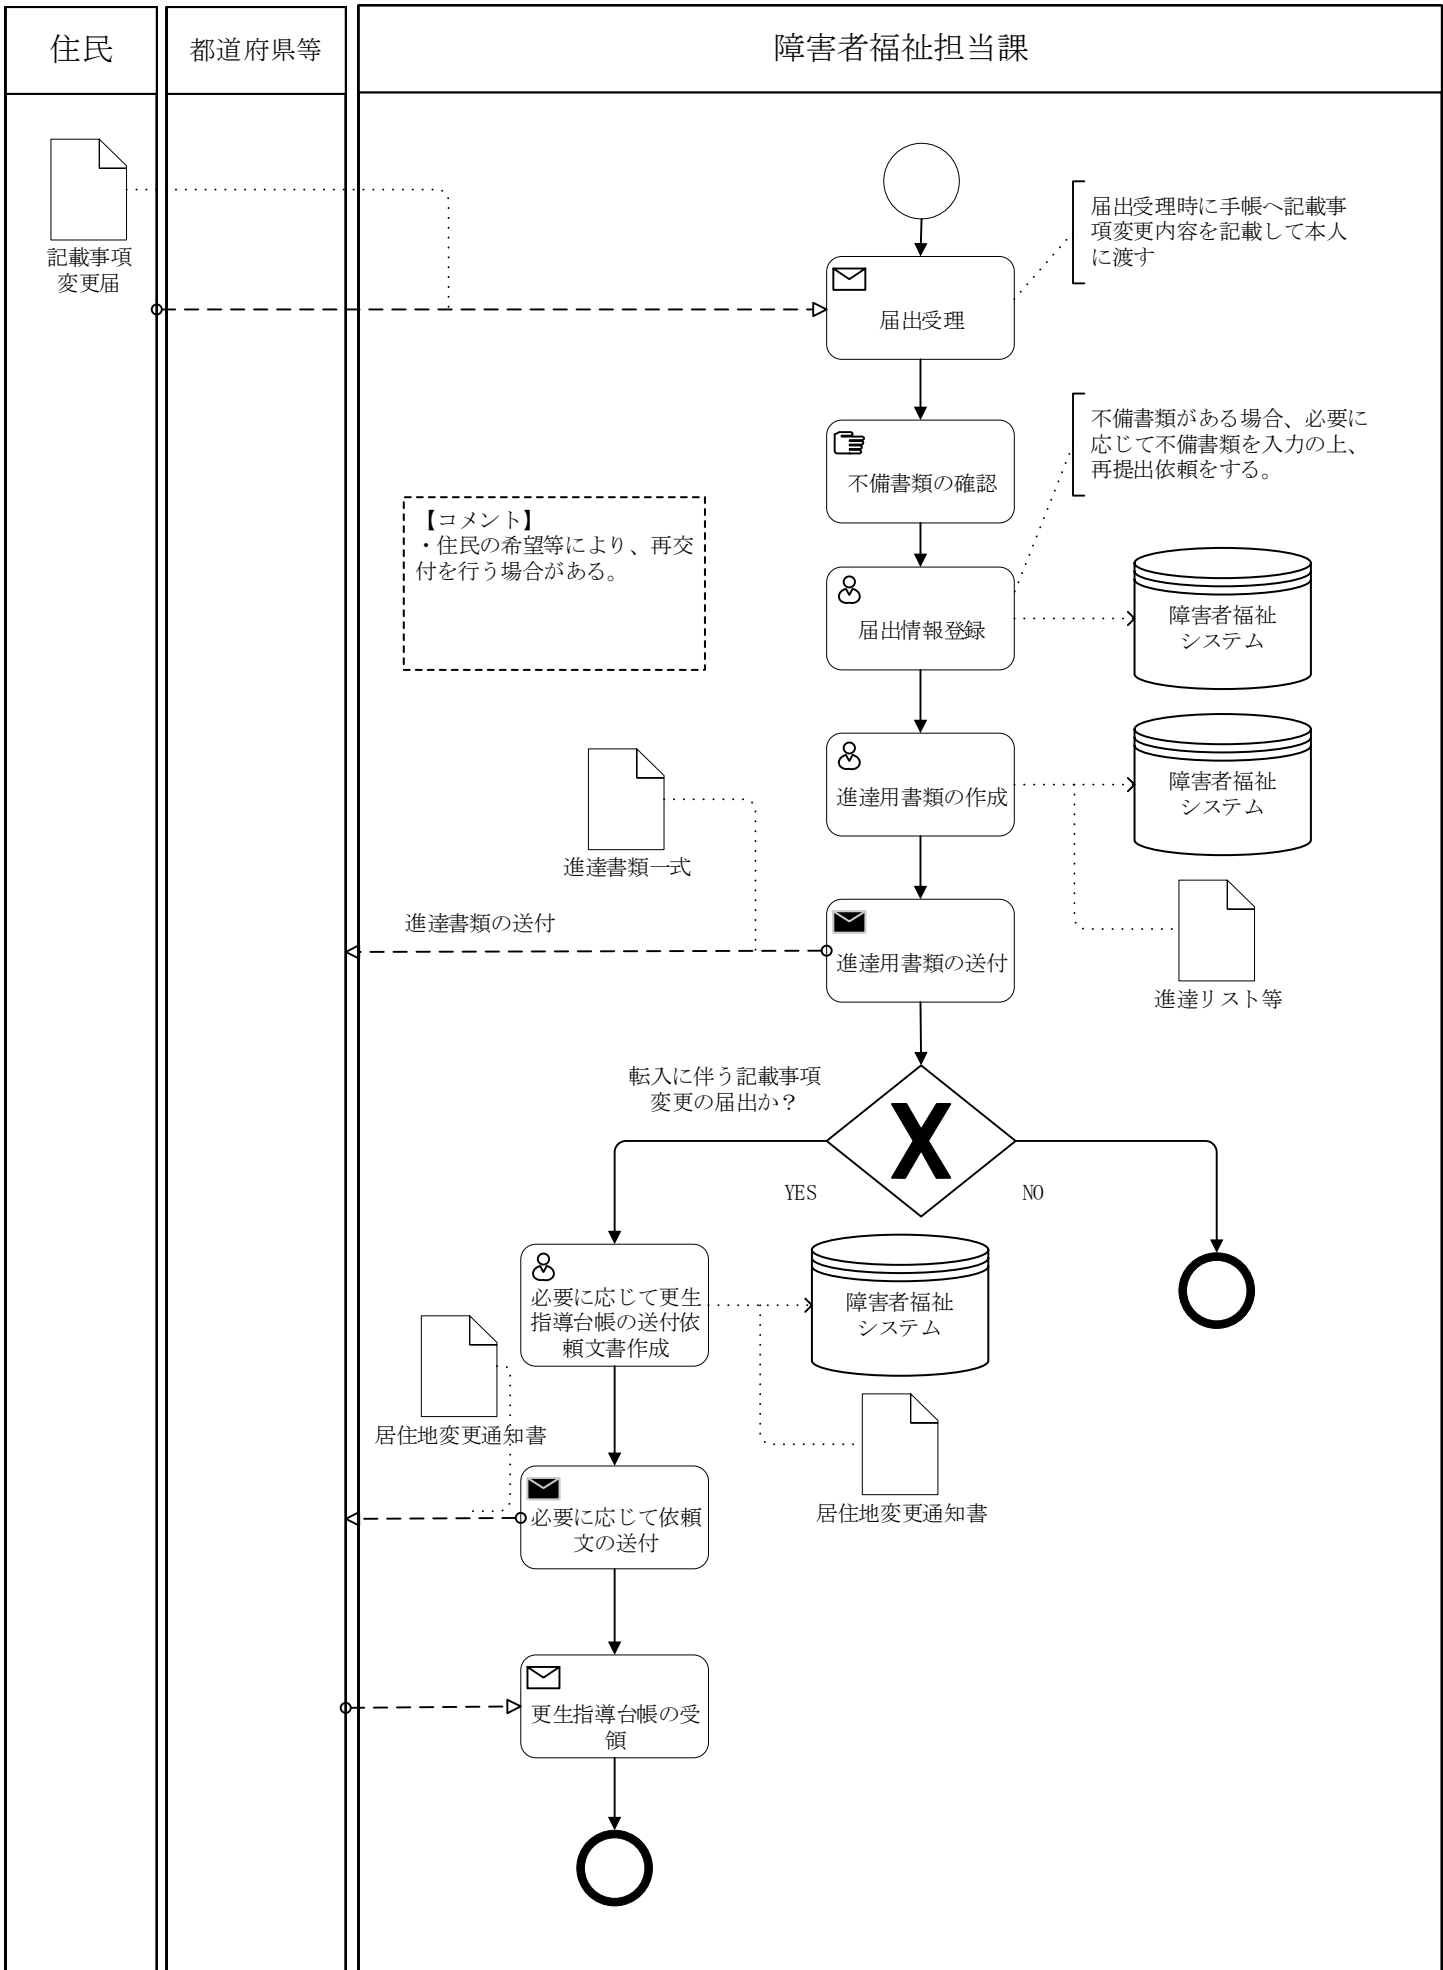 住民
都道府県等
障害者福祉担当課
記載事項
変更届
届出受理時に手帳へ記載事
項変更内容を記載して本人
に渡す
届出受理
不備書類がある場合、必要に
応じて不備書類を入力の上、
再提出依頼をする。
不備書類の確認
【コメント】
・住民の希望等により、再交
付を行う場合がある。
届出情報登録
障害者福祉
システム
進達用書類の作成
障害者福祉
システム
進達書類一式
進達書類の送付
進達用書類の送付
進達リスト等
転入に伴う記載事項
変更の届出か？
YES
NO
必要に応じて更生
指導台帳の送付依
頼文書作成
障害者福祉
システム
居住地変更通知書
居住地変更通知書
必要に応じて依頼
文の送付
更生指導台帳の受
領